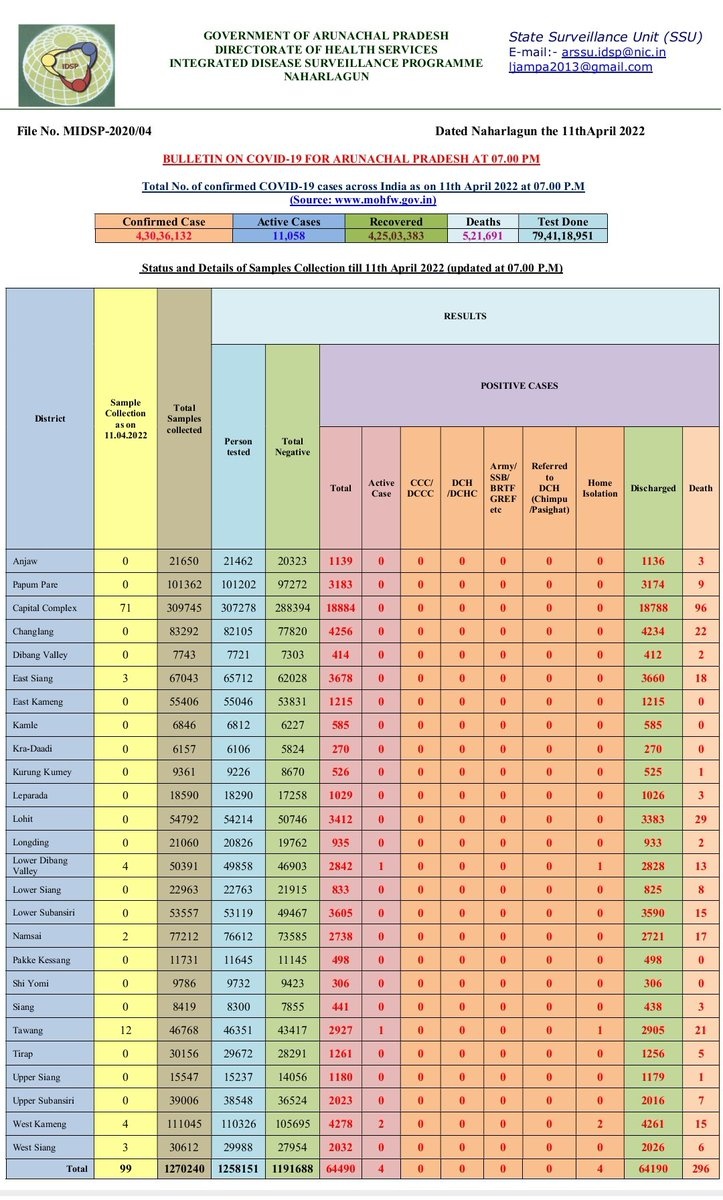 IDSP
GOVERNMENT OF ARUNACHAL PRADESH
DIRECTORATE OF HEALTH SERVICES
INTEGRATED DISEASE SURVEILLANCE PROGRAMME
NAHARLAGUN
State Surveillance Unit (SSU)
E-mail:- arssu.idsp@nic.in
ljampa2013@gmail.com
File No. MIDSP-2020/04 Dated Naharlagun the 11thApril 2022
BULLETIN ON COVID-19 FOR ARUNACHAL PRADESH AT 07.00 PM
Total No. of confirmed COVID-19 cases across India as on 11th April 2022 at 07.00 P.M
(Source: www.mohfw.gov.in)
Confirmed Case Active Cases Recovered Deaths Test Done
4,30,36,132 11,058 4,25,03,383 5,21,691 79,41,18,951
Status and Details of Samples Collection till 11th April 2022 (updated at 07.00 P.M)
District
Sample
Collection
as on
11.04.2022
Total
Samples
collected
RESULTS
Person
tested
Total
Negative
POSITIVE CASES
Total
Active
Case
CCC/
DCCC
DCH
/DCHC
Army/
SSB/
BRTF
GREF
etc
Referred
to
DCH
(Chimpu
/Pasighat)
Home
Isolation
Discharged
Death
Anjaw 0 21650 21462 20323 1139 0 0 0 0 0 0 1136 3
Papum Pare 0 101362 101202 97272 3183 0 0 0 0 0 0 3174 9
Capital Complex 71 309745 307278 288394 18884 0 0 0 0 0 0 18788 96
Changlang 0 83292 82105 77820 4256 0 0 0 0 0 0 4234 22
Dibang Valley 0 7743 7721 7303 414 0 0 0 0 0 0 412 2
East Siang 3 67043 65712 62028 3678 0 0 0 0 0 0 3660 18
East Kameng 0 55406 55046 53831 1215 0 0 0 0 0 0 1215 0
Kamle 0 6846 6812 6227 585 0 0 0 0 0 0 585 0
Kra-Daadi 0 6157 6106 5824 270 0 0 0 0 0 0 270 0
Kurung Kumey 0 9361 9226 8670 526 0 0 0 0 0 0 525 1
Leparada 0 18590 18290 17258 1029 0 0 0 0 0 0 1026 3
Lohit 0 54792 54214 50746 3412 0 0 0 0 0 0 3383 29
Longding 0 21060 20826 19762 935 0 0 0 0 0 0 933 2
Lower Dibang
Valley 4 50391 49858 46903 2842 1 0 0 0 0 1 2828 13
Lower Siang 0 22963 22763 21915 833 0 0 0 0 0 0 825 8
Lower Subansiri 0 53557 53119 49467 3605 0 0 0 0 0 0 3590 15
Namsai 2 77212 76612 73585 2738 0 0 0 0 0 0 2721 17
Pakke Kessang 0 11731 11645 11145 498 0 0 0 0 0 0 498 0
Shi Yomi 0 9786 9732 9423 306 0 0 0 0 0 0 306 0
Siang 0 8419 8300 7855 441 0 0 0 0 0 0 438 3
Tawang 12 46768 46351 43417 2927 1 0 0 0 0 1 2905 21
Tirap 0 30156 29672 28291 1261 0 0 0 0 0 0 1256 5
Upper Siang 0 15547 15237 14056 1180 0 0 0 0 0 0 1179 1
Upper Subansiri 0 39006 38548 36524 2023 0 0 0 0 0 0 2016 7
West Kameng 4 111045 110326 105695 4278 2 0 0 0 0 2 4261 15
West Siang 3 30612 29988 27954 2032 0 0 0 0 0 0 2026 6
Total 99 1270240 1258151 1191688 64490 4 0 0 0 0 4 64190 296